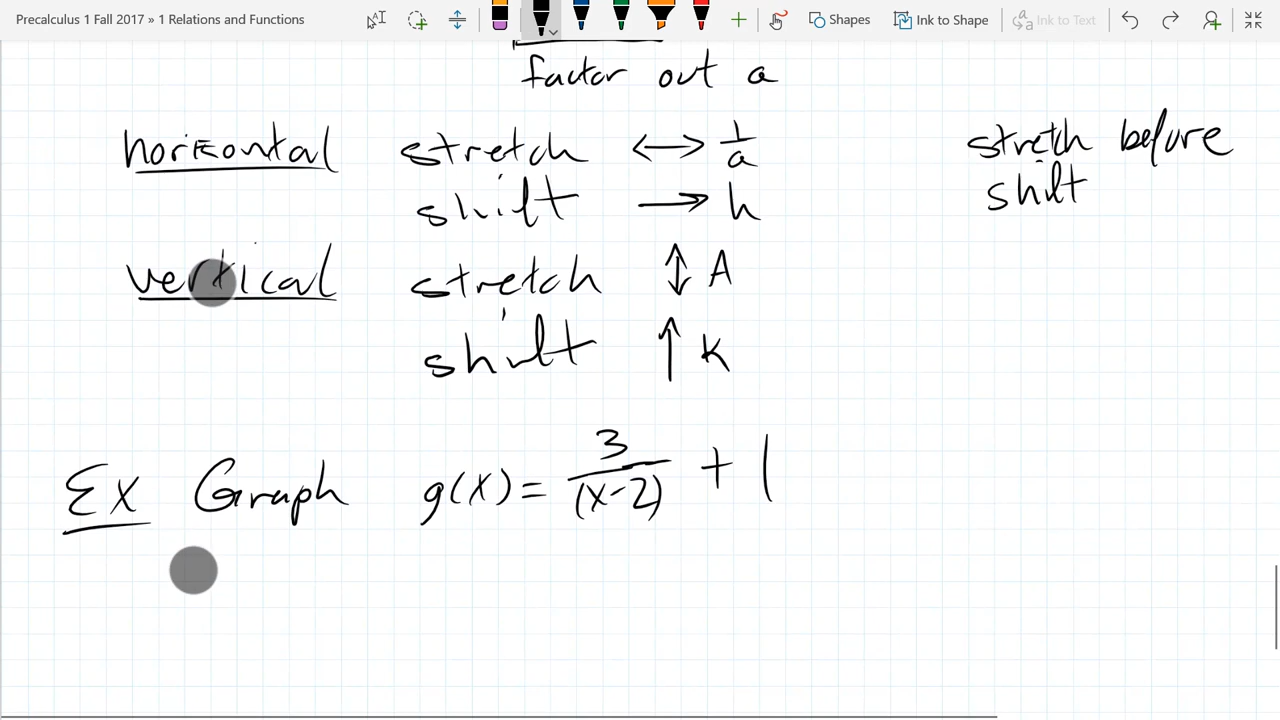 Precalculus 1 Fall 2017 » 1 Relations and Functions
Shapes
Ink to Shape
Ink to Text
factor out a
horizontal stretch ↔ 1/a
shift → h
vertical stretch ↕ A
shift ↑ K
stretch before
shift
Ex Graph g(x) = 3/(x-2) + 1